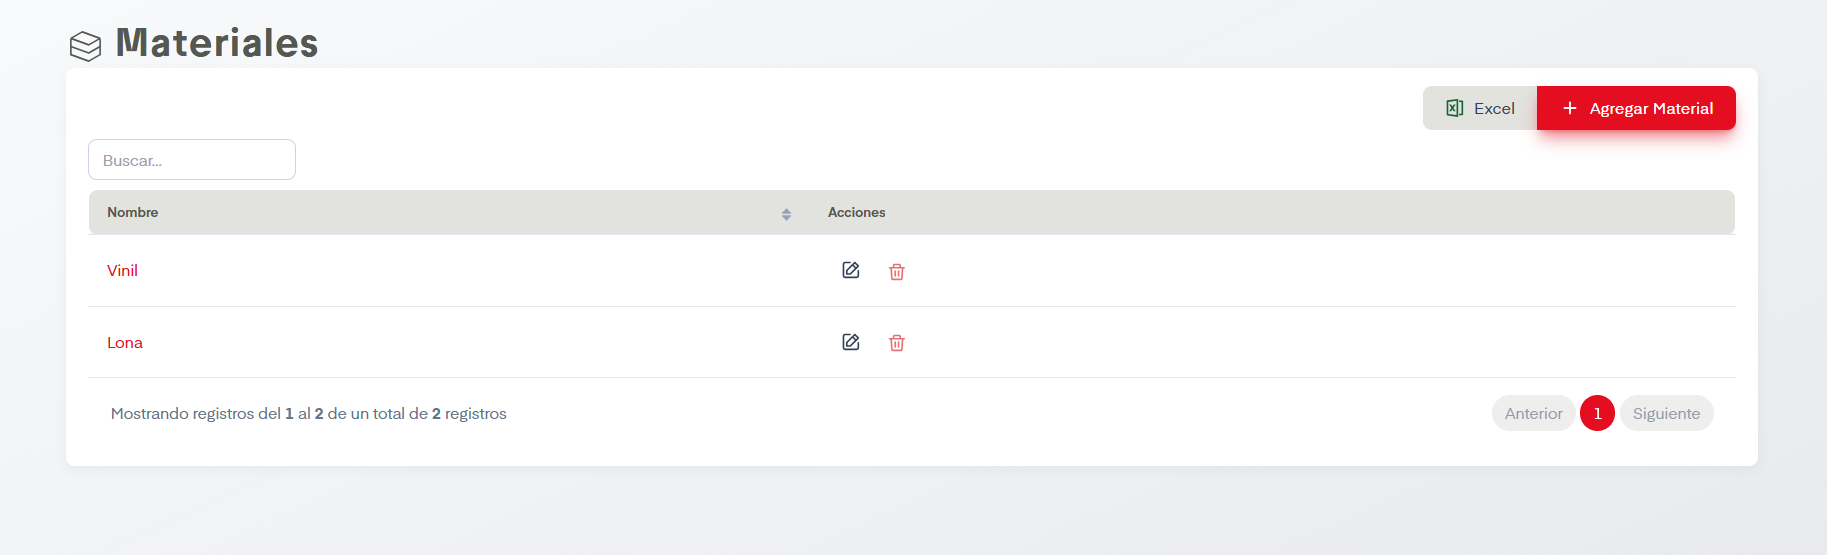 Materiales
Excel
Agregar Material
Buscar...
Nombre Acciones
Vinil
Lona
Mostrando registros del 1 al 2 de un total de 2 registros
Anterior 1 Siguiente